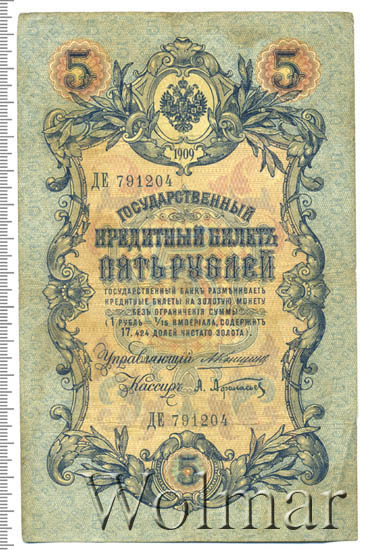 5 5
1909
ДЕ 791204
ГОСУДАРСТВЕННЫЙ
КРЕДИТНЫЙ БИЛЕТЪ
ПЯТЬ РУБЛЕЙ
ГОСУДАРСТВЕННЫЙ БАНКЪ РАЗМѢНИВАЕТЪ
КРЕДИТНЫЕ БИЛЕТЫ НА ЗОЛОТУЮ МОНЕТУ
БЕЗЪ ОГРАНИЧЕНІЯ СУММЫ
(1 РУБЛЬ = 1/15 ИМПЕРІАЛА, СОДЕРЖИТЪ
17,424 ДОЛЕЙ ЧИСТАГО ЗОЛОТА).
Управляющій
Кассиръ А. Афанасьев
ДЕ 791204
5
Wolmar